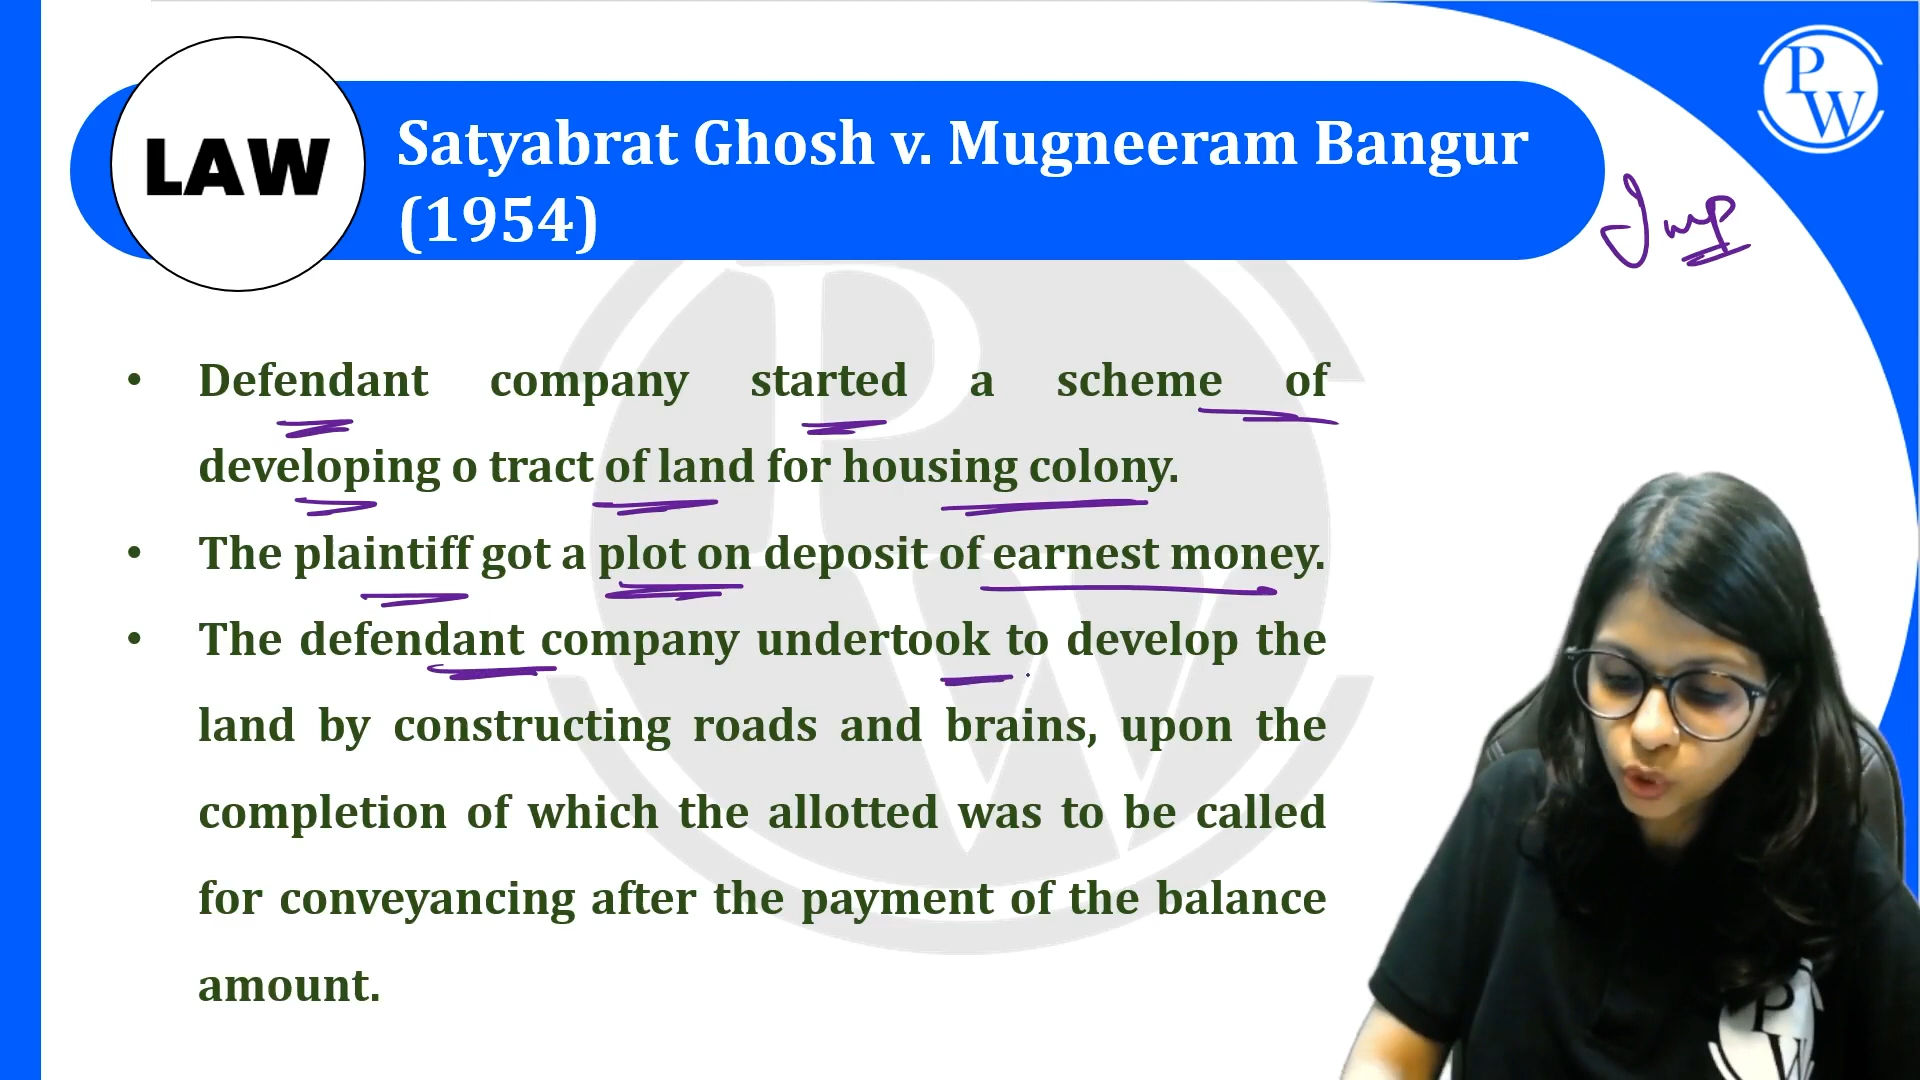 LAW
Satyabrat Ghosh v. Mugneeram Bangur
(1954)
PW
Imp
• Defendant company started a scheme of
developing o tract of land for housing colony.
• The plaintiff got a plot on deposit of earnest money.
• The defendant company undertook to develop the
land by constructing roads and brains, upon the
completion of which the allotted was to be called
for conveyancing after the payment of the balance
amount.
PW
PW